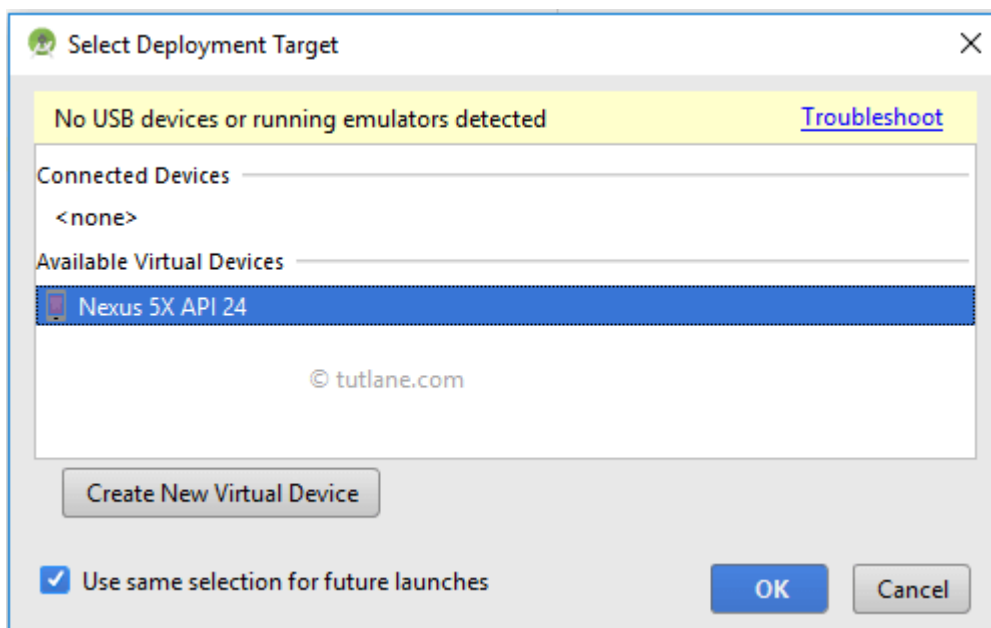 Select Deployment Target
No USB devices or running emulators detected Troubleshoot
Connected Devices
<none>
Available Virtual Devices
Nexus 5X API 24
© tutlane.com
Create New Virtual Device
Use same selection for future launches
OK Cancel